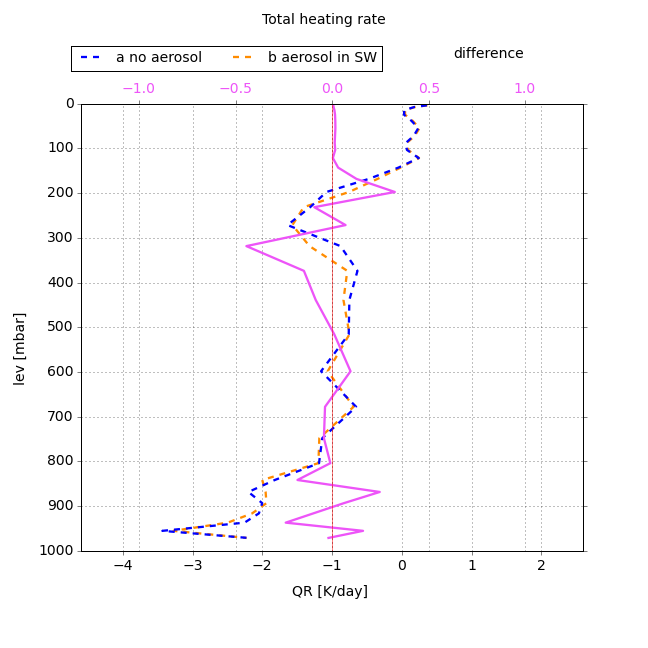 Total heating rate
a no aerosol b aerosol in SW difference
−1.0 −0.5 0.0 0.5 1.0
0
100
200
300
400
500
600
700
800
900
1000
lev [mbar]
−4 −3 −2 −1 0 1 2
QR [K/day]